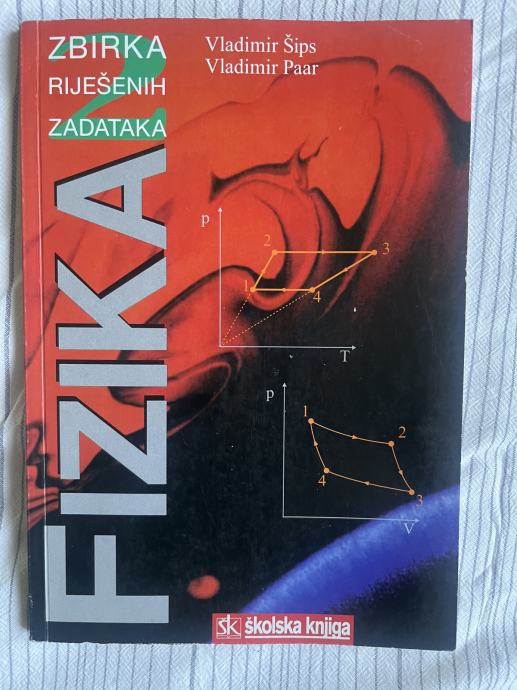 2
ZBIRKA
RIJEŠENIH
ZADATAKA
FIZIKA
Vladimir Šips
Vladimir Paar
p
2
3
1
4
T
p
1
2
4
3
V
ŠK školska knjiga